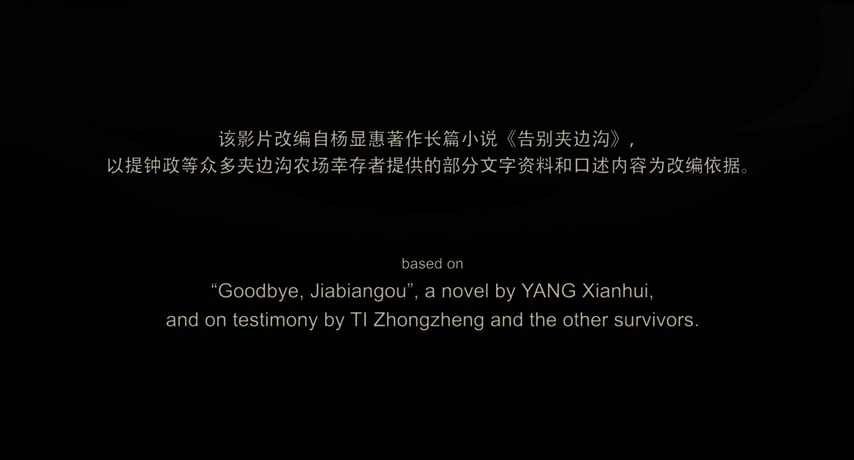 该影片改编自杨显惠著作长篇小说《告别夹边沟》,
以提钟政等众多夹边沟农场幸存者提供的部分文字资料和口述内容为改编依据。
based on
“Goodbye, Jiabiangou”, a novel by YANG Xianhui,
and on testimony by TI Zhongzheng and the other survivors.